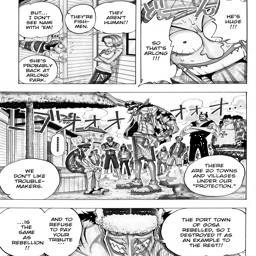 HE'S
HUGE!!
SO
THAT'S
ARLONG!!
THEY
AREN'T
HUMAN!!
THEY'RE
FISH-
MEN.
BUT... I
DON'T SEE
NAMI WITH
'EM!
SHE'S
PROBABLY
BACK AT
ARLONG
PARK.
オオオ
THERE
ARE 20 TOWNS
AND VILLAGES
UNDER OUR
"PROTECTION."
WE
DON'T LIKE
TROUBLE-
MAKERS.
THE PORT TOWN
OF GOSA
REBELLED, SO I
DESTROYED IT AS
AN EXAMPLE TO
THE REST!!
AND TO
REFUSE
TO PAY
YOUR
TRIBUTE
...
...IS
THE
SAME
AS
REBELLION
!!